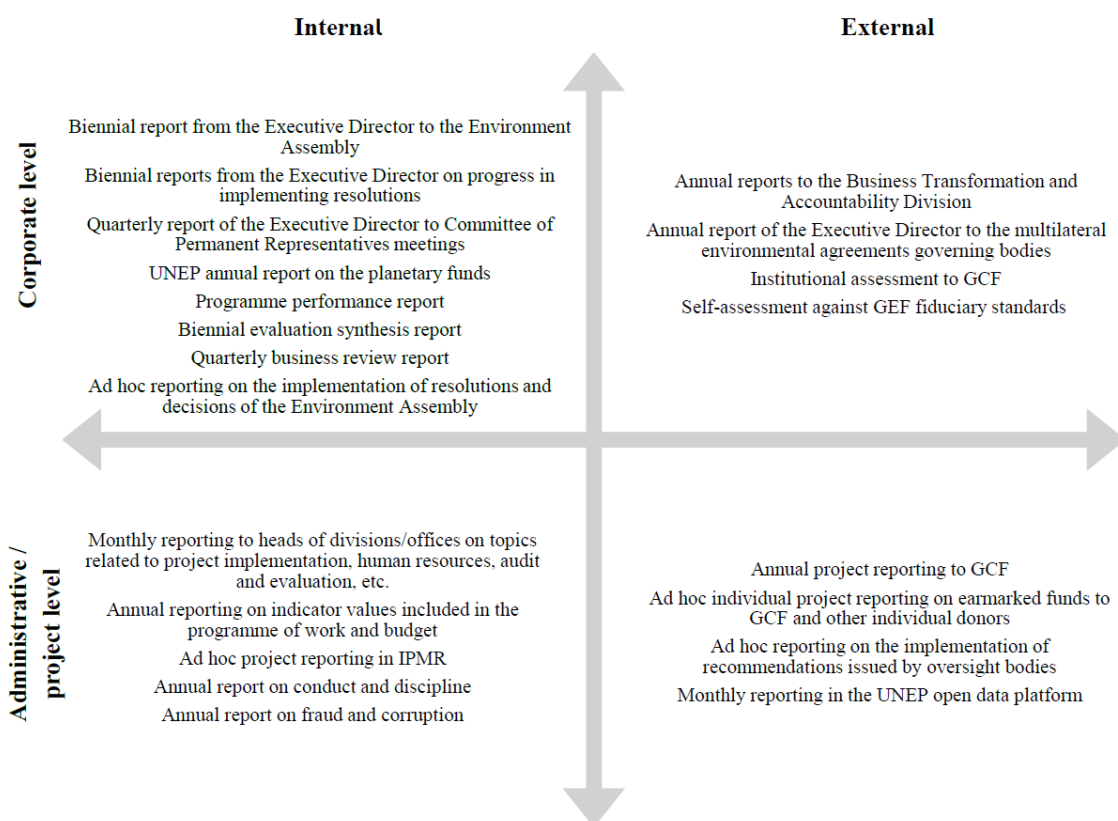 Internal
External
Corporate level
Biennial report from the Executive Director to the Environment
Assembly
Biennial reports from the Executive Director on progress in
implementing resolutions
Quarterly report of the Executive Director to Committee of
Permanent Representatives meetings
UNEP annual report on the planetary funds
Programme performance report
Biennial evaluation synthesis report
Quarterly business review report
Ad hoc reporting on the implementation of resolutions and
decisions of the Environment Assembly
Annual reports to the Business Transformation and
Accountability Division
Annual report of the Executive Director to the multilateral
environmental agreements governing bodies
Institutional assessment to GCF
Self-assessment against GEF fiduciary standards
Administrative /
project level
Monthly reporting to heads of divisions/offices on topics
related to project implementation, human resources, audit
and evaluation, etc.
Annual reporting on indicator values included in the
programme of work and budget
Ad hoc project reporting in IPMR
Annual report on conduct and discipline
Annual report on fraud and corruption
Annual project reporting to GCF
Ad hoc individual project reporting on earmarked funds to
GCF and other individual donors
Ad hoc reporting on the implementation of
recommendations issued by oversight bodies
Monthly reporting in the UNEP open data platform